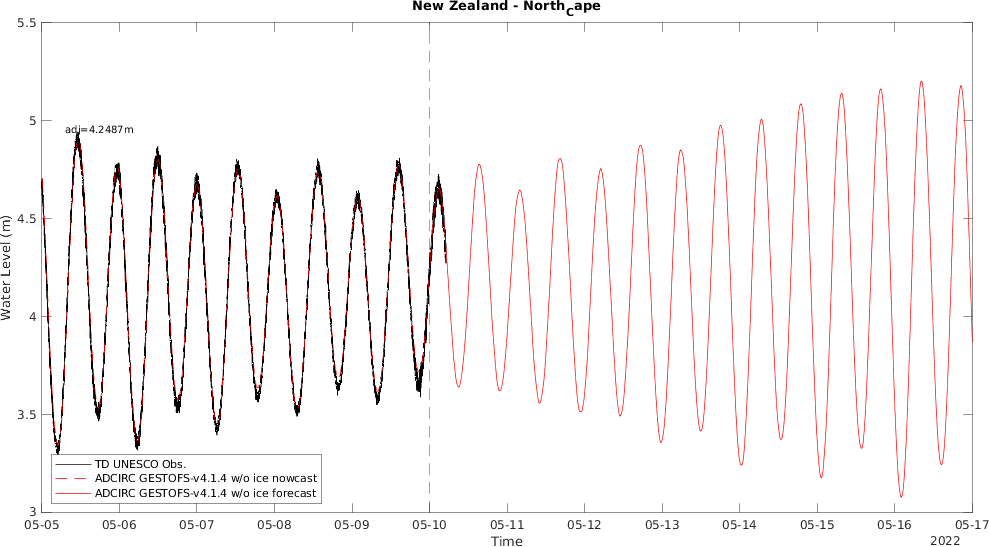 New Zealand - NorthCape
5.5
5
4.5
4
3.5
3
Water Level (m)
adj=4.2487m
TD UNESCO Obs.
ADCIRC GESTOFS-v4.1.4 w/o ice nowcast
ADCIRC GESTOFS-v4.1.4 w/o ice forecast
05-05 05-06 05-07 05-08 05-09 05-10 05-11 05-12 05-13 05-14 05-15 05-16 05-17
Time
2022